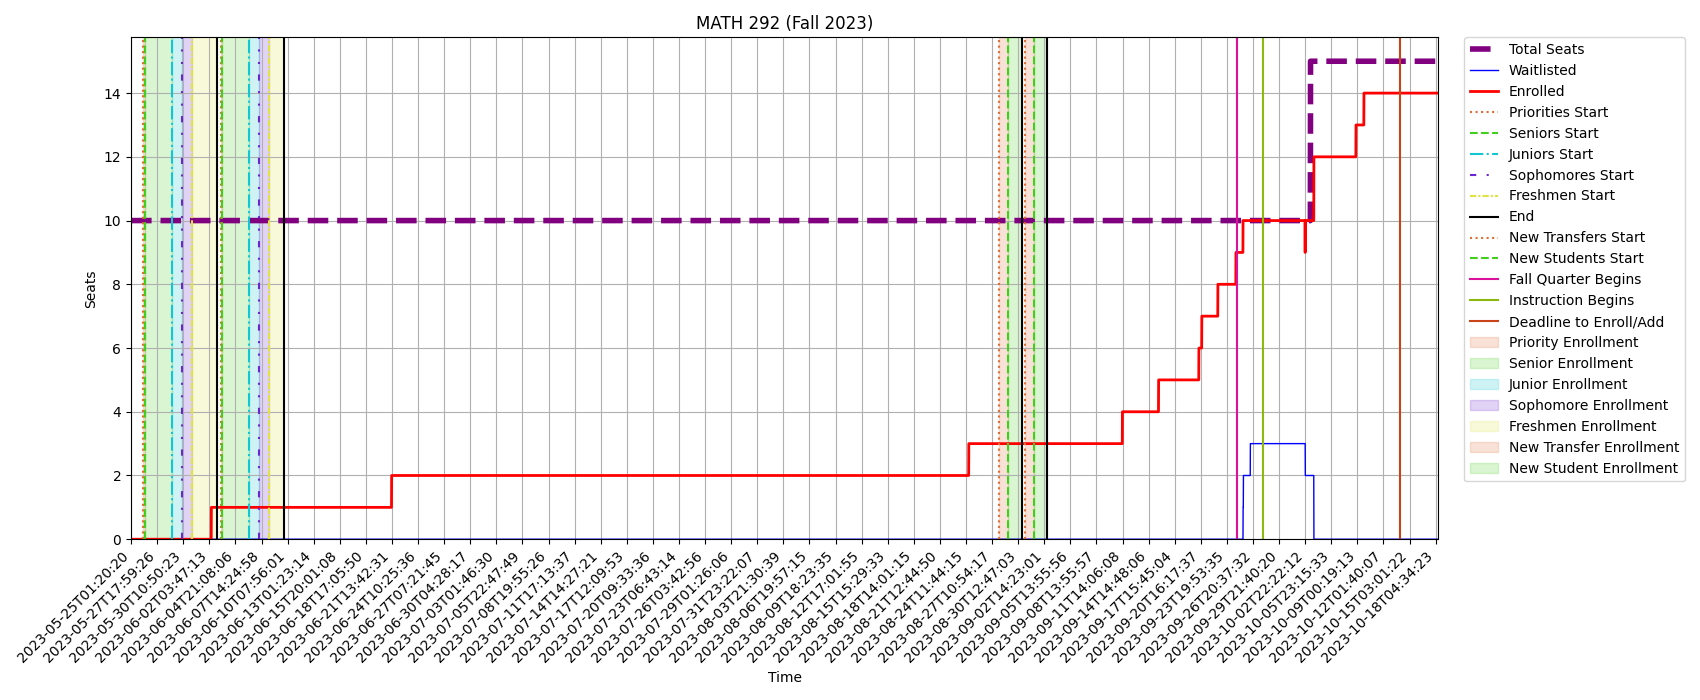 MATH 292 (Fall 2023)
Seats
14
12
10
8
6
4
2
0
2023-05-25T01:20:20
2023-05-27T17:59:26
2023-05-30T10:50:23
2023-06-02T03:47:13
2023-06-04T21:08:06
2023-06-07T14:24:58
2023-06-10T07:56:01
2023-06-13T01:23:14
2023-06-15T20:01:08
2023-06-18T17:05:50
2023-06-21T13:42:31
2023-06-24T10:25:36
2023-06-27T07:21:45
2023-06-30T04:28:17
2023-07-03T01:46:30
2023-07-05T22:47:49
2023-07-08T19:55:26
2023-07-11T17:13:37
2023-07-14T14:27:21
2023-07-17T12:09:53
2023-07-20T09:33:36
2023-07-23T06:43:14
2023-07-26T03:42:56
2023-07-29T01:26:06
2023-07-31T23:22:07
2023-08-03T21:30:39
2023-08-06T19:57:15
2023-08-09T18:23:35
2023-08-12T17:01:55
2023-08-15T15:29:33
2023-08-18T14:01:15
2023-08-21T12:44:50
2023-08-24T11:44:15
2023-08-27T10:54:17
2023-08-30T12:47:03
2023-09-02T14:23:01
2023-09-05T13:55:56
2023-09-08T13:55:57
2023-09-11T14:06:08
2023-09-14T14:48:06
2023-09-17T15:45:04
2023-09-20T16:17:37
2023-09-23T19:53:35
2023-09-26T20:37:32
2023-09-29T21:40:20
2023-10-02T22:22:12
2023-10-05T23:15:33
2023-10-09T00:19:13
2023-10-12T01:40:07
2023-10-15T03:01:22
2023-10-18T04:34:23
Time
Total Seats
Waitlisted
Enrolled
Priorities Start
Seniors Start
Juniors Start
Sophomores Start
Freshmen Start
End
New Transfers Start
New Students Start
Fall Quarter Begins
Instruction Begins
Deadline to Enroll/Add
Priority Enrollment
Senior Enrollment
Junior Enrollment
Sophomore Enrollment
Freshmen Enrollment
New Transfer Enrollment
New Student Enrollment